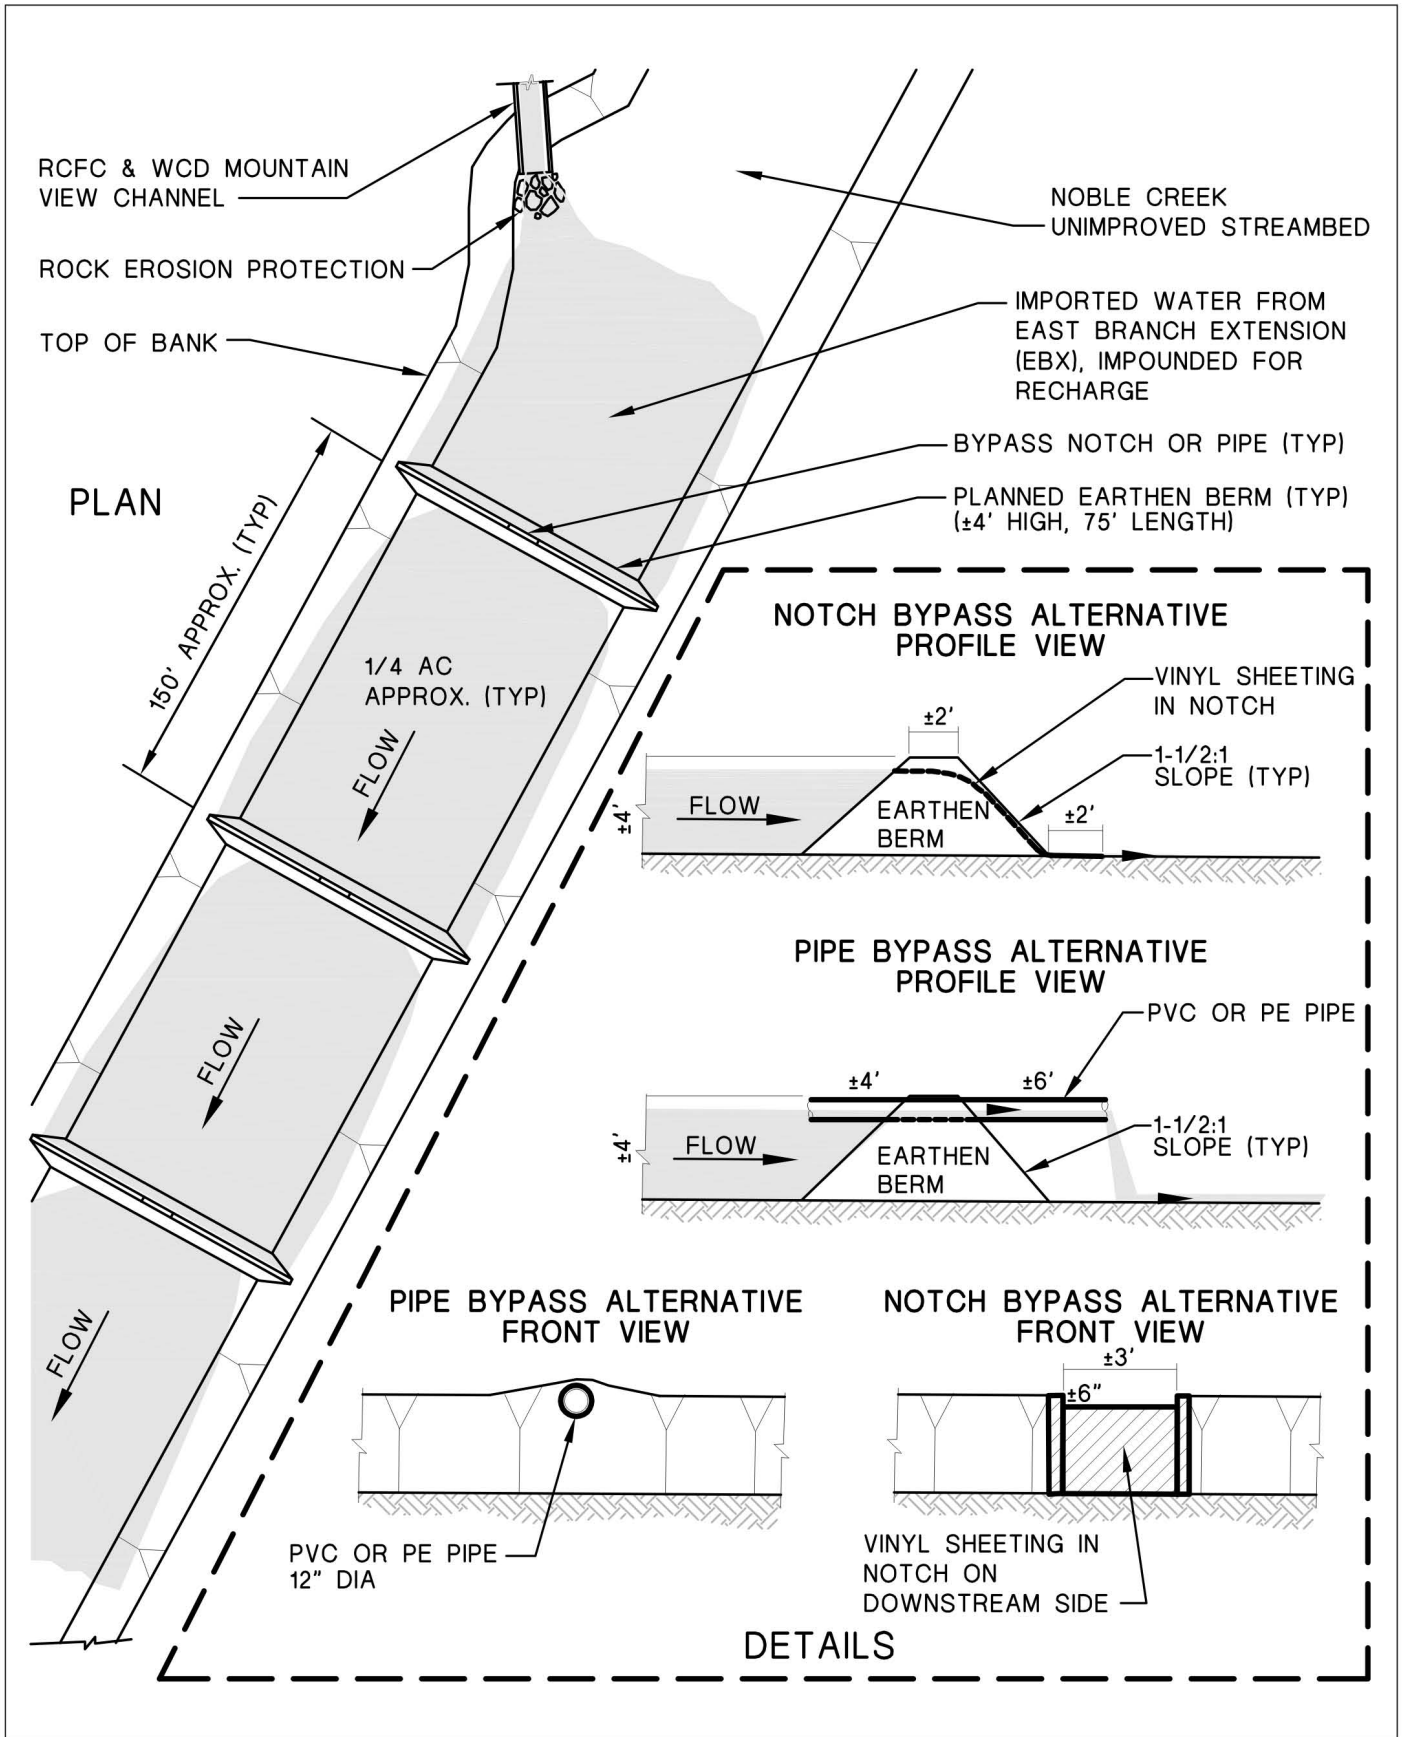 RCFC & WCD MOUNTAIN
VIEW CHANNEL
ROCK EROSION PROTECTION
TOP OF BANK
NOBLE CREEK
UNIMPROVED STREAMBED
IMPORTED WATER FROM
EAST BRANCH EXTENSION
(EBX), IMPOUNDED FOR
RECHARGE
BYPASS NOTCH OR PIPE (TYP)
PLANNED EARTHEN BERM (TYP)
(±4' HIGH, 75' LENGTH)
PLAN
150' APPROX. (TYP)
1/4 AC
APPROX. (TYP)
FLOW
FLOW
FLOW
NOTCH BYPASS ALTERNATIVE
PROFILE VIEW
VINYL SHEETING
IN NOTCH
±2'
1-1/2:1
SLOPE (TYP)
±4'
FLOW
EARTHEN
BERM
±2'
PIPE BYPASS ALTERNATIVE
PROFILE VIEW
PVC OR PE PIPE
±4'
±6'
1-1/2:1
SLOPE (TYP)
±4'
FLOW
EARTHEN
BERM
PIPE BYPASS ALTERNATIVE
FRONT VIEW
PVC OR PE PIPE
12" DIA
NOTCH BYPASS ALTERNATIVE
FRONT VIEW
±3'
±6"
VINYL SHEETING IN
NOTCH ON
DOWNSTREAM SIDE
DETAILS